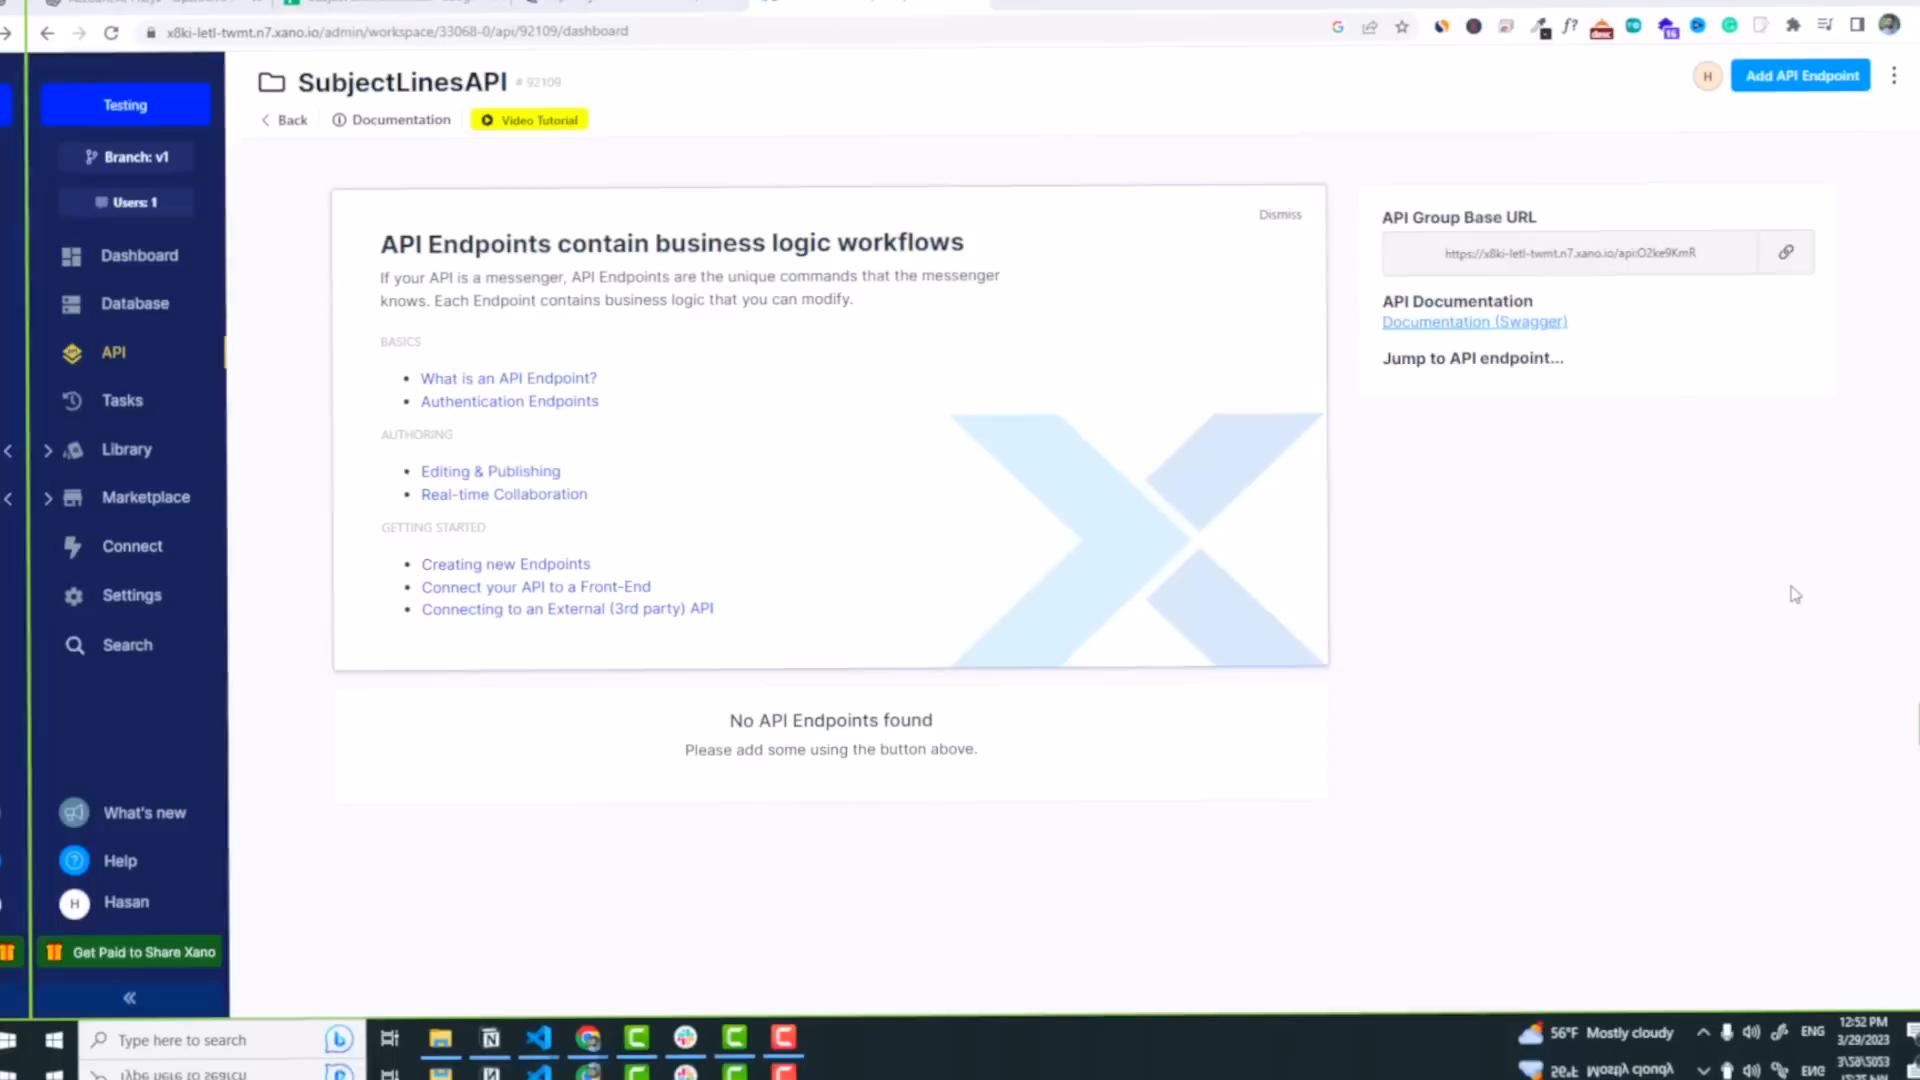 x8ki-letl-twmt.n7.xano.io/admin/workspace/33068-0/api/92109/dashboard
f?
desc
16
Testing
SubjectLinesAPI # 92109
H
Add API Endpoint
Back
Documentation
Video Tutorial
Branch: v1
Users: 1
Dashboard
Database
API
Tasks
Library
Marketplace
Connect
Settings
Search
What's new
Help
H
Hasan
Get Paid to Share Xano
Dismiss
API Endpoints contain business logic workflows
If your API is a messenger, API Endpoints are the unique commands that the messenger
knows. Each Endpoint contains business logic that you can modify.
BASICS
What is an API Endpoint?
Authentication Endpoints
AUTHORING
Editing & Publishing
Real-time Collaboration
GETTING STARTED
Creating new Endpoints
Connect your API to a Front-End
Connecting to an External (3rd party) API
No API Endpoints found
Please add some using the button above.
API Group Base URL
https://x8ki-letl-twmt.n7.xano.io/api:O2ke9KmR
API Documentation
Documentation (Swagger)
Jump to API endpoint...
Type here to search
56°F Mostly cloudy
ENG
12:52 PM
3/29/2023